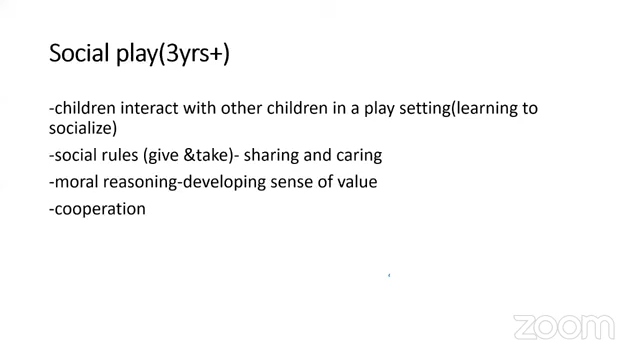 Social play(3yrs+)
-children interact with other children in a play setting(learning to
socialize)
-social rules (give &take)- sharing and caring
-moral reasoning-developing sense of value
-cooperation
zoom